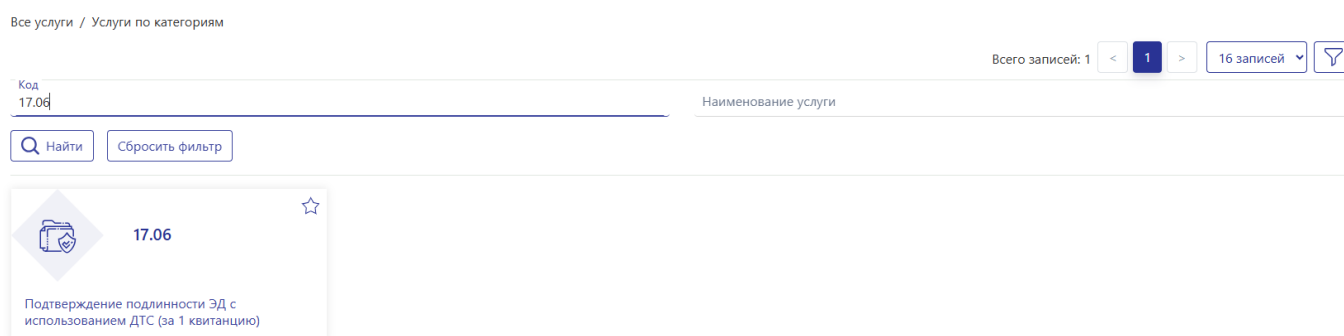 Все услуги / Услуги по категориям
Всего записей: 1 < 1 > 16 записей
Код
17.06
Наименование услуги
Найти
Сбросить фильтр
17.06
Подтверждение подлинности ЭД с
использованием ДТС (за 1 квитанцию)